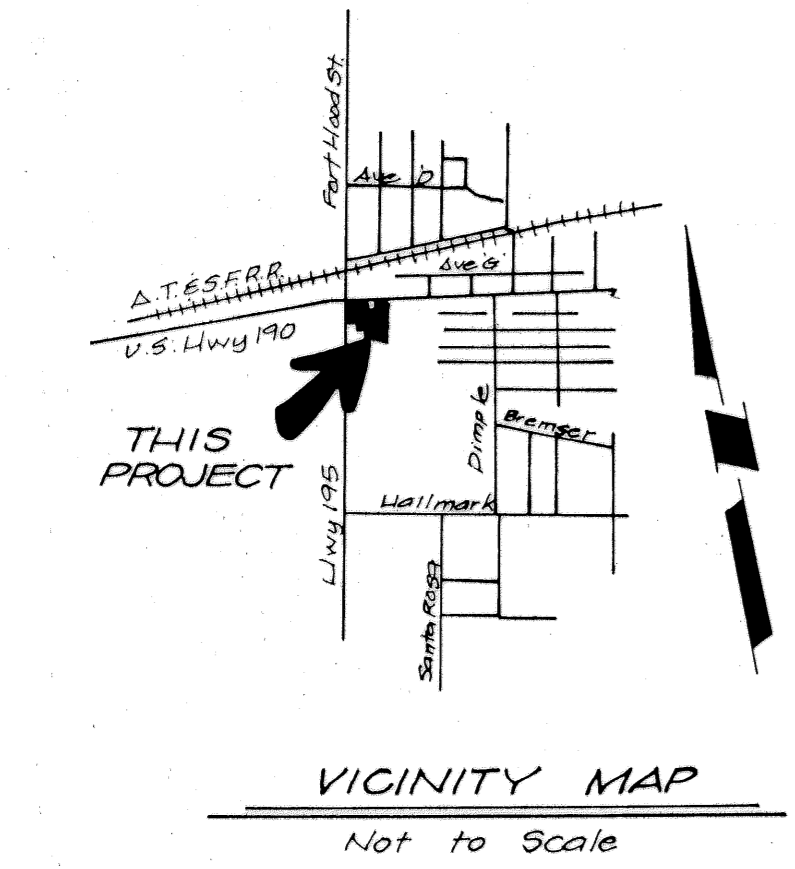 Fort Hood St.
Ave 'D'
A.T.&S.F.R.R.
Ave 'G'
U.S. Hwy 190
THIS
PROJECT
Dimple
Bremser
Hwy 195
Hallmark
Santa Rosa
VICINITY MAP
Not to Scale